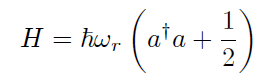 H = ħω_r ( a†a + 1/2 )